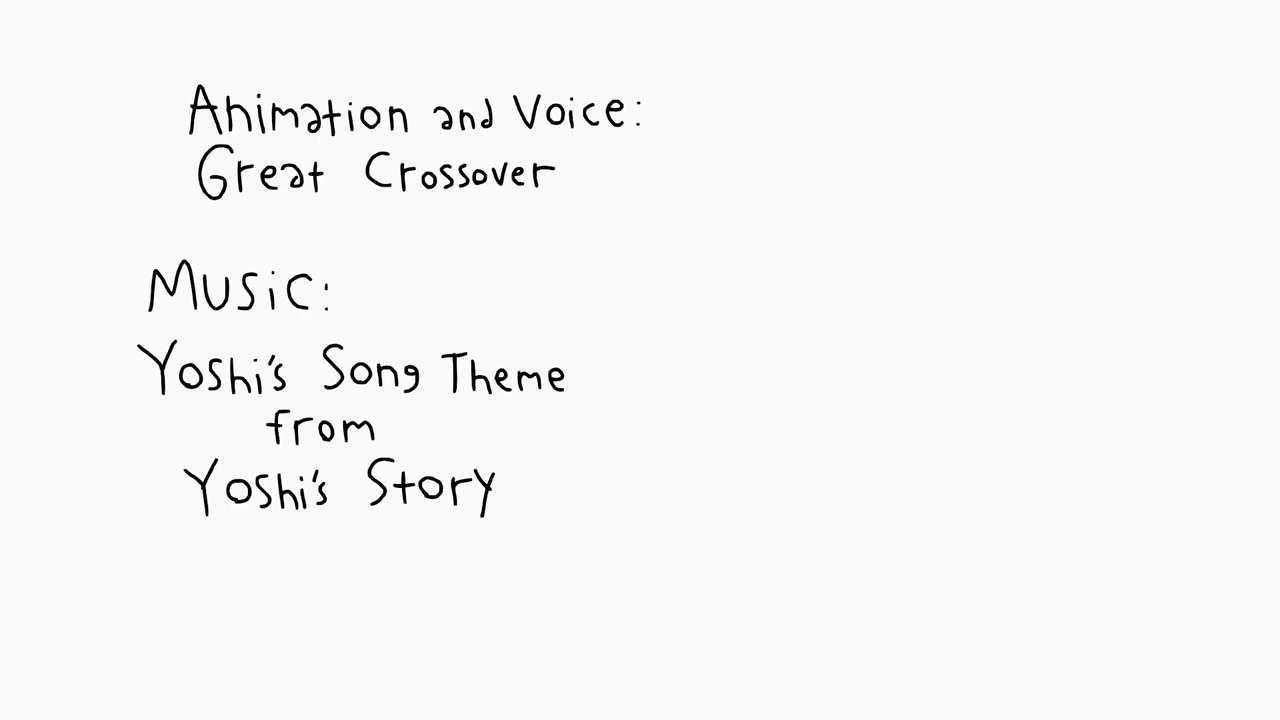 Animation and Voice:
Great Crossover
Music:
Yoshi's Song Theme
from
Yoshi's Story